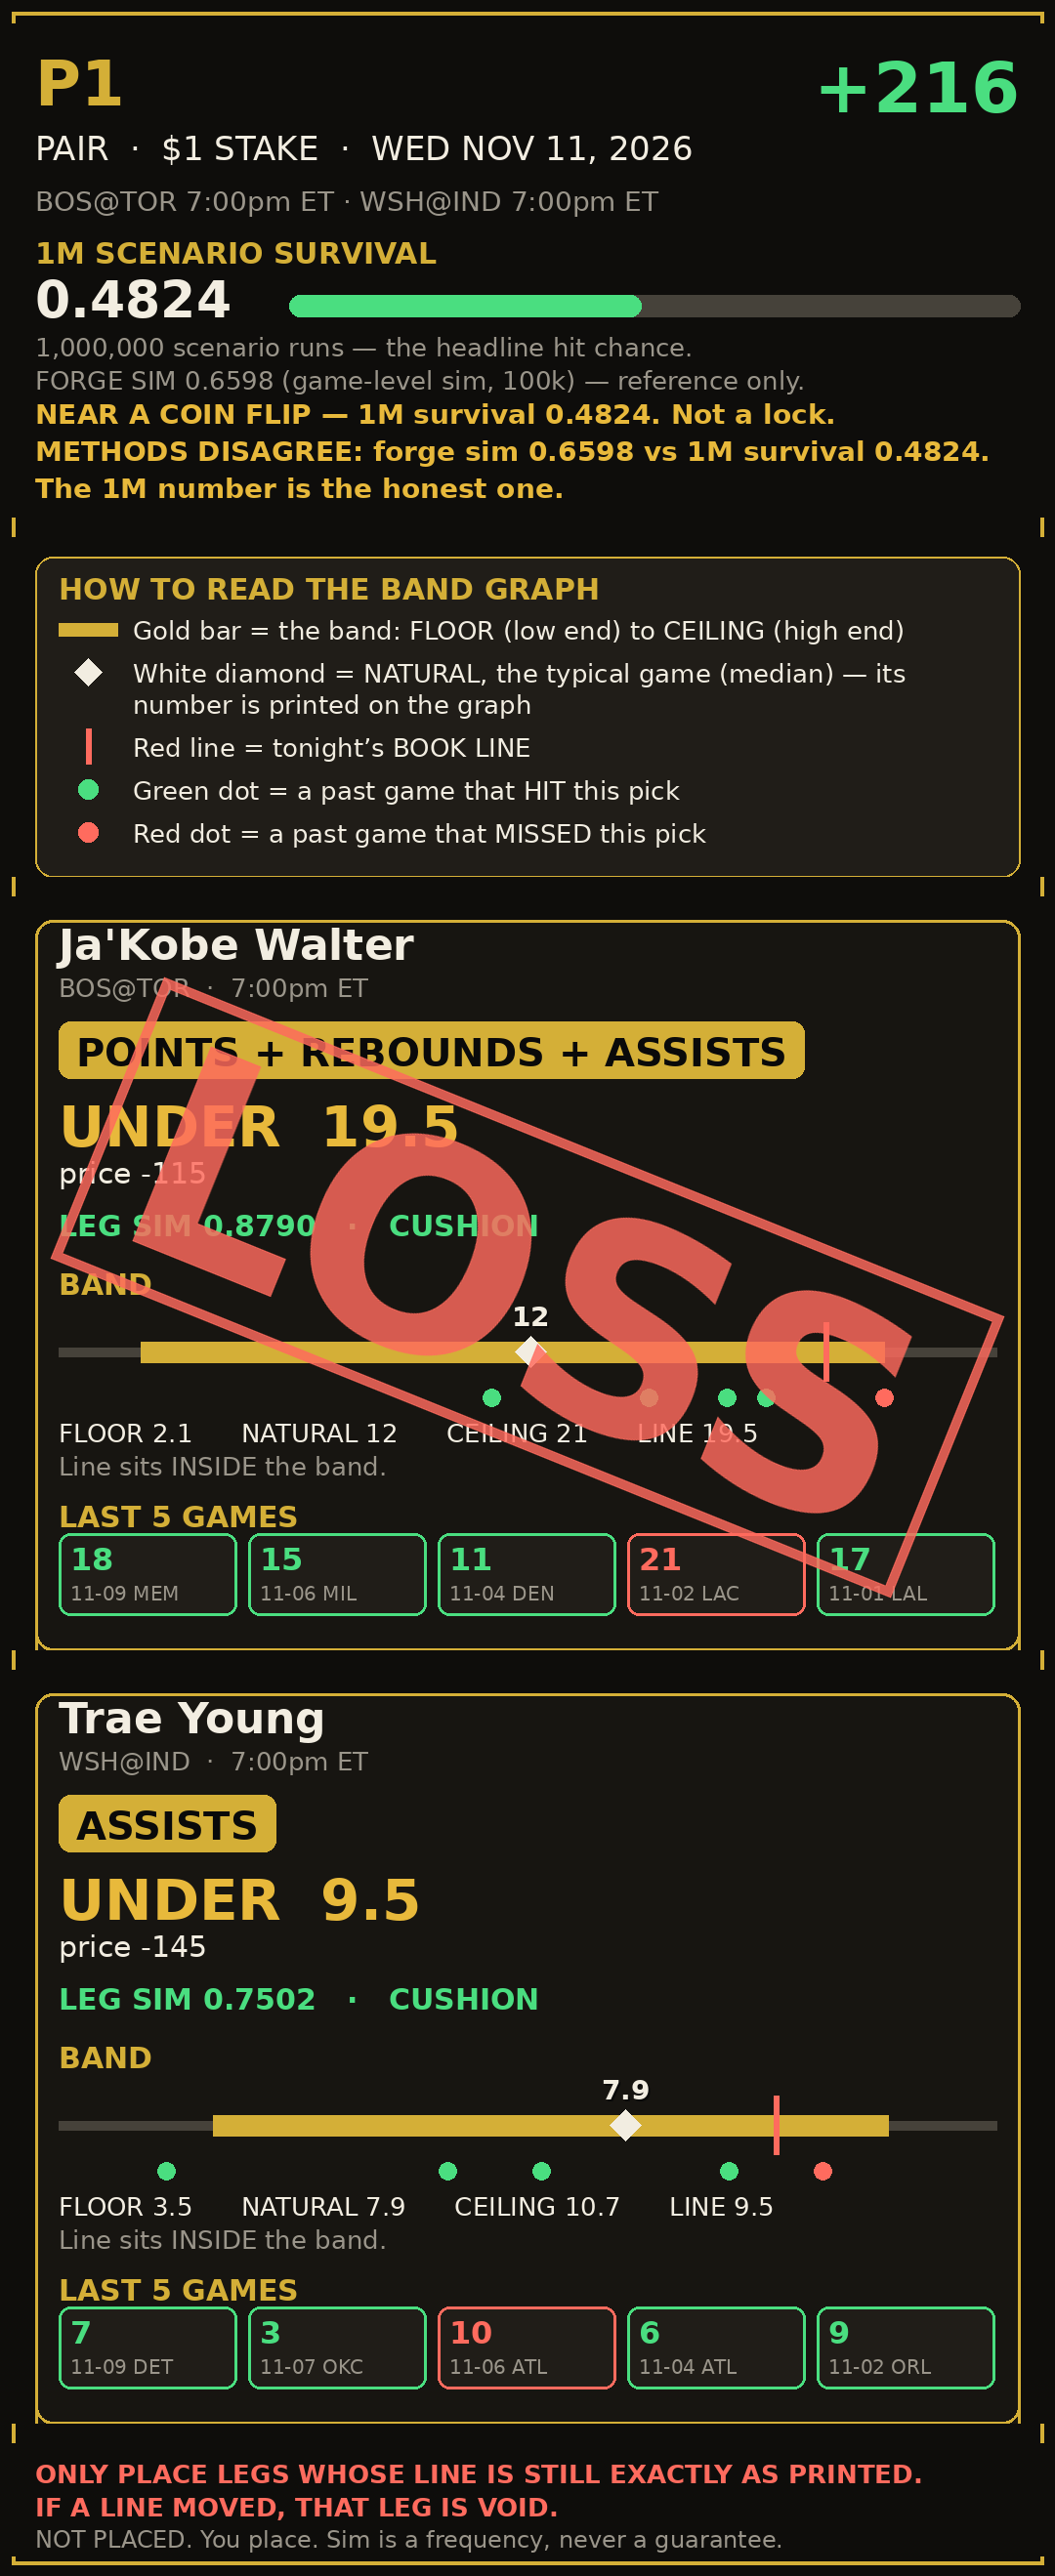 P1
+216
PAIR · $1 STAKE · WED NOV 11, 2026
BOS@TOR 7:00pm ET · WSH@IND 7:00pm ET
1M SCENARIO SURVIVAL
0.4824
1,000,000 scenario runs — the headline hit chance.
FORGE SIM 0.6598 (game-level sim, 100k) — reference only.
NEAR A COIN FLIP — 1M survival 0.4824. Not a lock.
METHODS DISAGREE: forge sim 0.6598 vs 1M survival 0.4824.
The 1M number is the honest one.
HOW TO READ THE BAND GRAPH
Gold bar = the band: FLOOR (low end) to CEILING (high end)
White diamond = NATURAL, the typical game (median) — its
number is printed on the graph
Red line = tonight’s BOOK LINE
Green dot = a past game that HIT this pick
Red dot = a past game that MISSED this pick
Ja'Kobe Walter
BOS@TOR · 7:00pm ET
POINTS + REBOUNDS + ASSISTS
UNDER 19.5
price -115
LEG SIM 0.8790 · CUSHION
BAND
12
FLOOR 2.1 NATURAL 12 CEILING 21 LINE 19.5
Line sits INSIDE the band.
LAST 5 GAMES
18 15 11 21 17
11-09 MEM 11-06 MIL 11-04 DEN 11-02 LAC 11-01 LAL
LOSS
Trae Young
WSH@IND · 7:00pm ET
ASSISTS
UNDER 9.5
price -145
LEG SIM 0.7502 · CUSHION
BAND
7.9
FLOOR 3.5 NATURAL 7.9 CEILING 10.7 LINE 9.5
Line sits INSIDE the band.
LAST 5 GAMES
7 3 10 6 9
11-09 DET 11-07 OKC 11-06 ATL 11-04 ATL 11-02 ORL
ONLY PLACE LEGS WHOSE LINE IS STILL EXACTLY AS PRINTED.
IF A LINE MOVED, THAT LEG IS VOID.
NOT PLACED. You place. Sim is a frequency, never a guarantee.